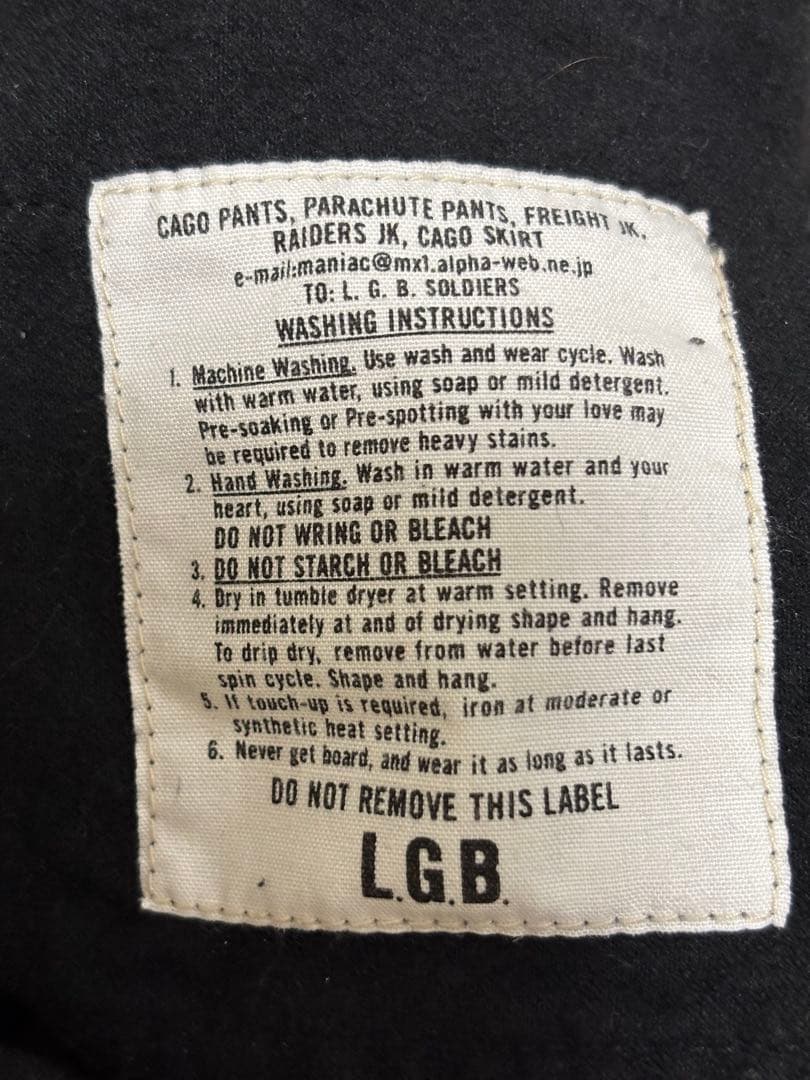 CAGO PANTS, PARACHUTE PANTS, FREIGHT JK.
RAIDERS JK, CAGO SKIRT
e-mail:maniac@mx1.alpha-web.ne.jp
TO: L. G. B. SOLDIERS
WASHING INSTRUCTIONS
1. Machine Washing. Use wash and wear cycle. Wash
with warm water, using soap or mild detergent.
Pre-soaking or Pre-spotting with your love may
be required to remove heavy stains.
2. Hand Washing. Wash in warm water and your
heart, using soap or mild detergent.
DO NOT WRING OR BLEACH
3. DO NOT STARCH OR BLEACH
4. Dry in tumble dryer at warm setting. Remove
immediately at and of drying shape and hang.
To drip dry, remove from water before last
spin cycle. Shape and hang.
5. If touch-up is required, iron at moderate or
synthetic heat setting.
6. Never get board, and wear it as long as it lasts.
DO NOT REMOVE THIS LABEL
L.G.B.